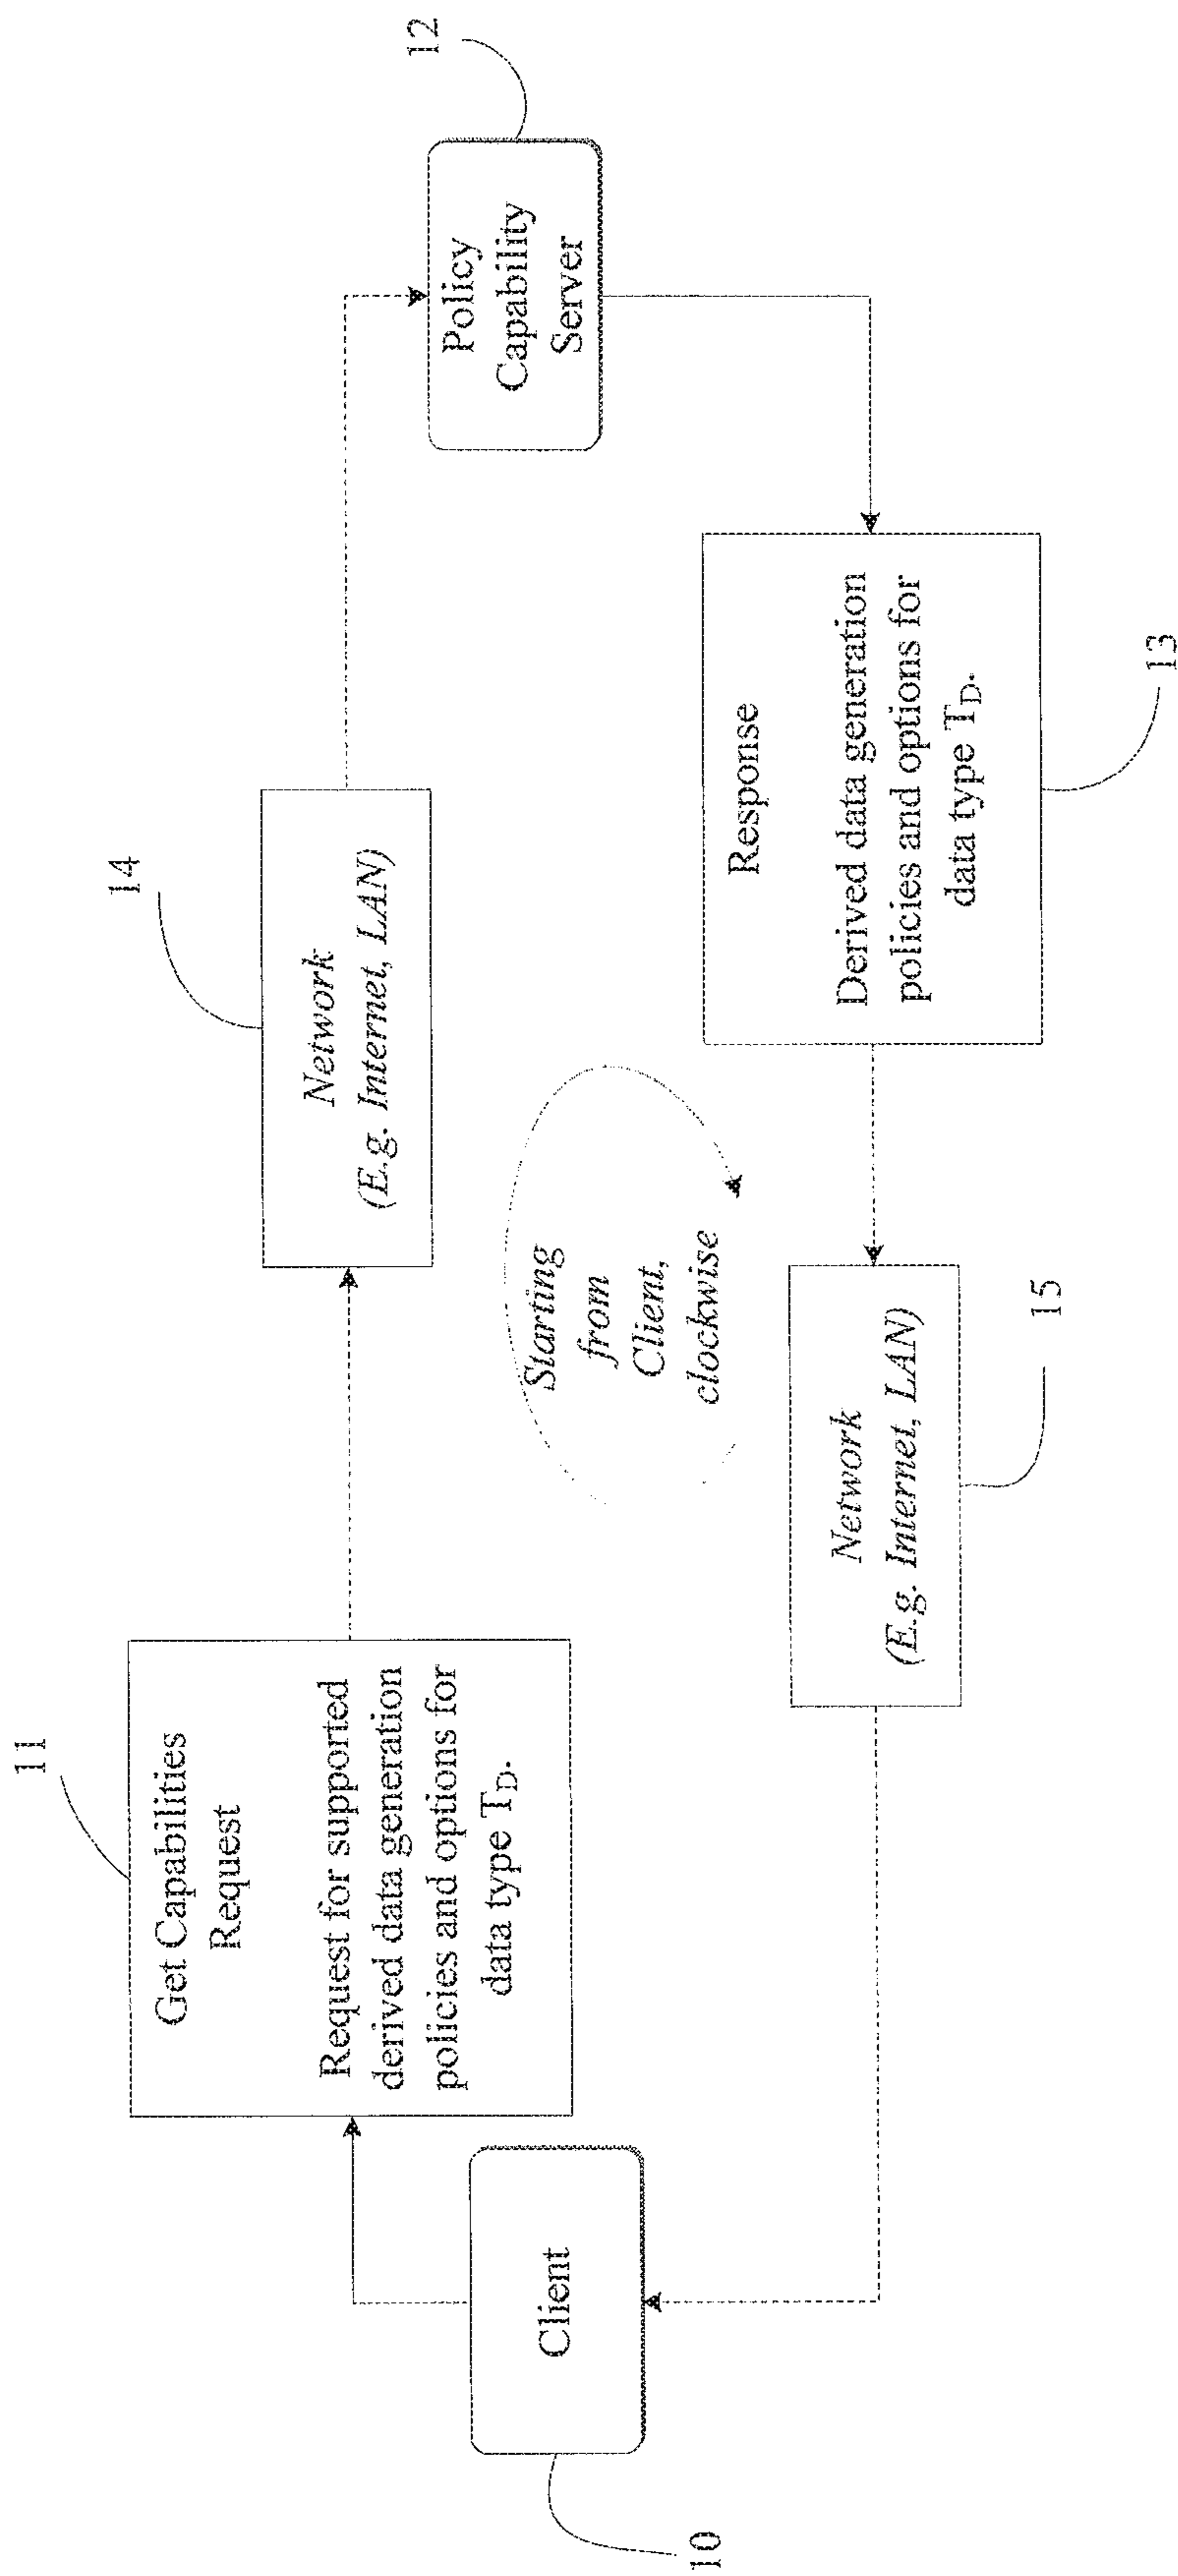 11
Get Capabilities
Request
Request for supported
derived data generation
policies and options for
data type T_D.
10
Client
14
Network
(E.g. Internet, LAN)
12
Policy
Capability
Server
Starting
from
Client,
clockwise
Response
Derived data generation
policies and options for
data type T_D.
13
Network
(E.g. Internet, LAN)
15